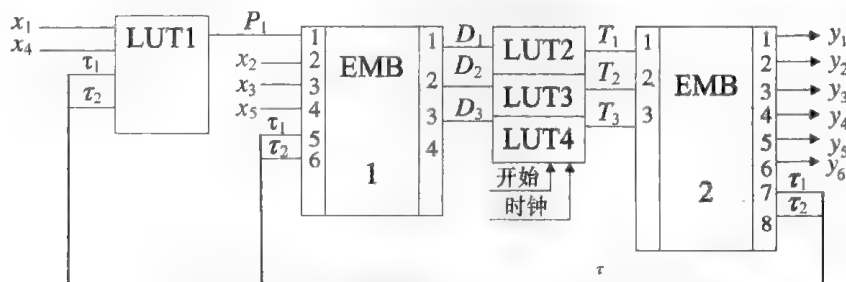 x₁
x₄
τ₁
τ₂
LUT1
P₁
x₂
x₃
x₅
τ₁
τ₂
1
2
3
4
5
6
EMB
1
1
2
3
4
D₁
D₂
D₃
LUT2
LUT3
LUT4
开始
时钟
T₁
T₂
T₃
1
2
3
EMB
2
1
2
3
4
5
6
7
8
y₁
y₂
y₃
y₄
y₅
y₆
τ₁
τ₂
τ